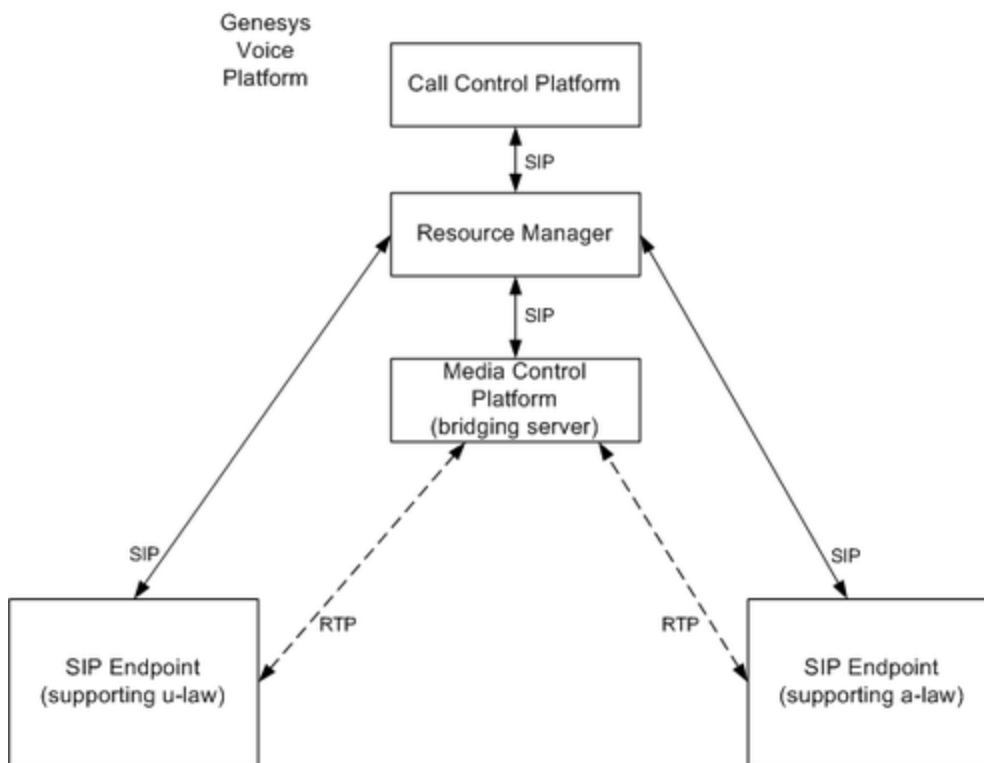 Genesys
Voice
Platform
Call Control Platform
SIP
Resource Manager
SIP
Media Control
Platform
(bridging server)
SIP
SIP
RTP
RTP
SIP Endpoint
(supporting u-law)
SIP Endpoint
(supporting a-law)